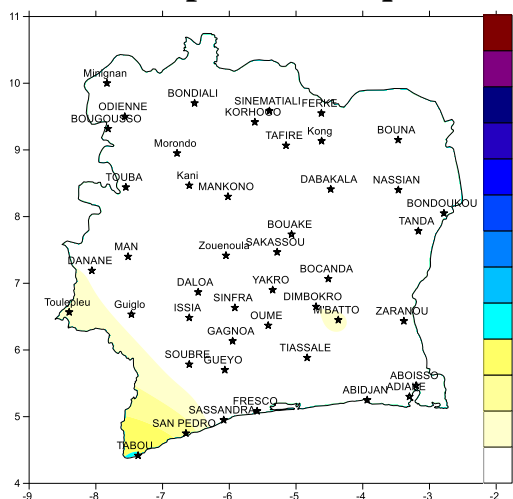 11
10
9
8
7
6
5
4
Minignan
BONDIALI
ODIENNE
SINEMATIALI
FERKE
BOUGOUSSO
KORHOGO
TAFIRE
Kong
BOUNA
Morondo
TOUBA
Kani
MANKONO
DABAKALA
NASSIAN
BONDOUKOU
TANDA
BOUAKE
MAN
Zouenoula
SAKASSOU
DANANE
BOCANDA
DALOA
YAKRO
Toulepleu
Guiglo
SINFRA
DIMBOKRO
M'BATTO
ISSIA
OUME
ZARANOU
GAGNOA
SOUBRE
GUEYO
TIASSALE
ABOISSO
ABIDJAN
ADIAKE
FRESCO
SASSANDRA
SAN PEDRO
TABOU
-9 -8 -7 -6 -5 -4 -3 -2